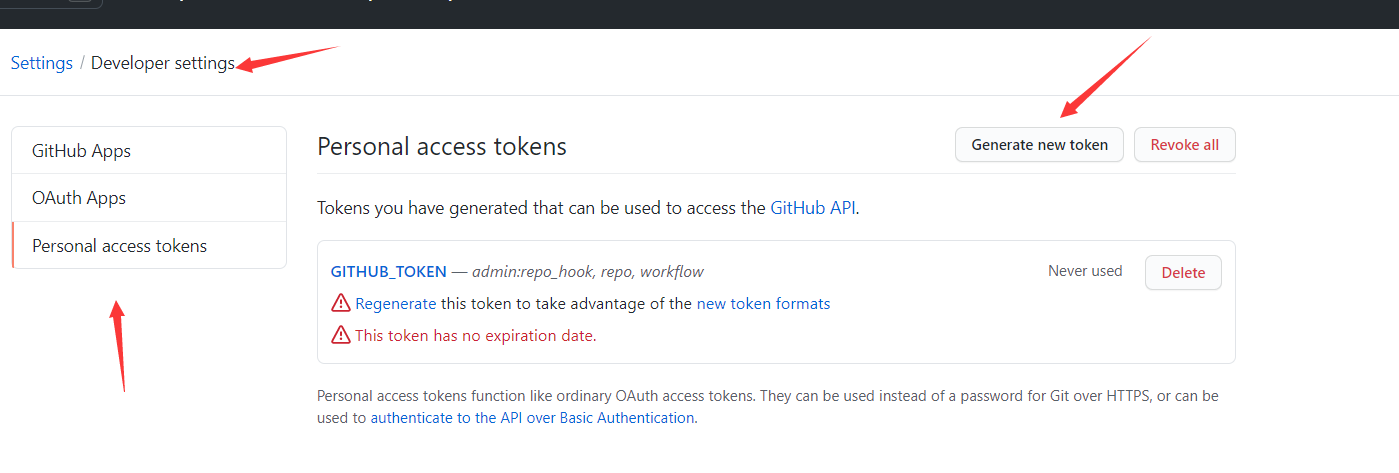 Settings / Developer settings
GitHub Apps
OAuth Apps
Personal access tokens
Personal access tokens
Generate new token
Revoke all
Tokens you have generated that can be used to access the GitHub API.
GITHUB_TOKEN — admin:repo_hook, repo, workflow
Never used
Delete
Regenerate this token to take advantage of the new token formats
This token has no expiration date.
Personal access tokens function like ordinary OAuth access tokens. They can be used instead of a password for Git over HTTPS, or can be
used to authenticate to the API over Basic Authentication.